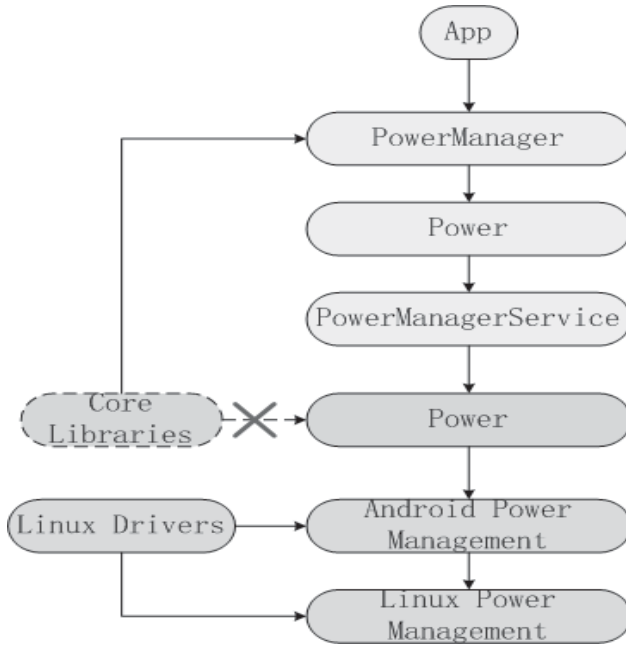 App
PowerManager
Power
PowerManagerService
Core
Libraries
Power
Linux Drivers
Android Power
Management
Linux Power
Management